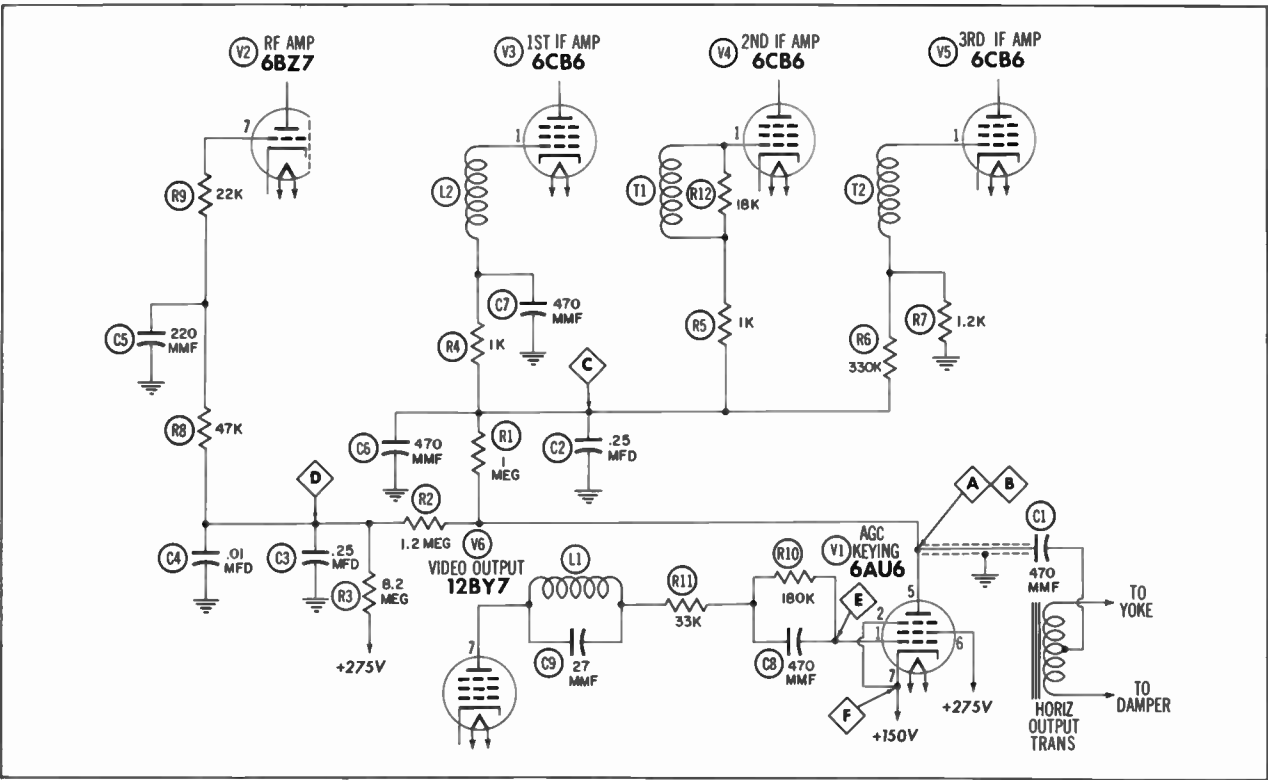 V2 RF AMP
6BZ7
V3 1ST IF AMP
6CB6
V4 2ND IF AMP
6CB6
V5 3RD IF AMP
6CB6
7
1
1
1
R9 22K
L2
T1
R12
18K
T2
C5 220
MMF
C7 470
MMF
R4 1K
R5 1K
R6
330K
R7 1.2K
C
R8 47K
C6 470
MMF
R1
1
MEG
C2 .25
MFD
D
R2
1.2 MEG
A B
C1
470
MMF
C4 .01
MFD
C3 .25
MFD
R3 8.2
MEG
+275V
V6
VIDEO OUTPUT
12BY7
7
L1
C9 27
MMF
R11
33K
R10
180K
C8 470
MMF
E
V1 AGC
KEYING
6AU6
5
2
1
6
7
F
+150V
+275V
TO
YOKE
TO
DAMPER
HORIZ
OUTPUT
TRANS